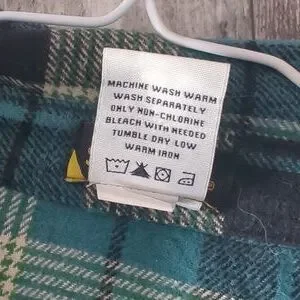 MACHINE WASH WARM
WASH SEPARATELY
ONLY NON-CHLORINE
BLEACH WITH NEEDED
TUMBLE DRY LOW
WARM IRON